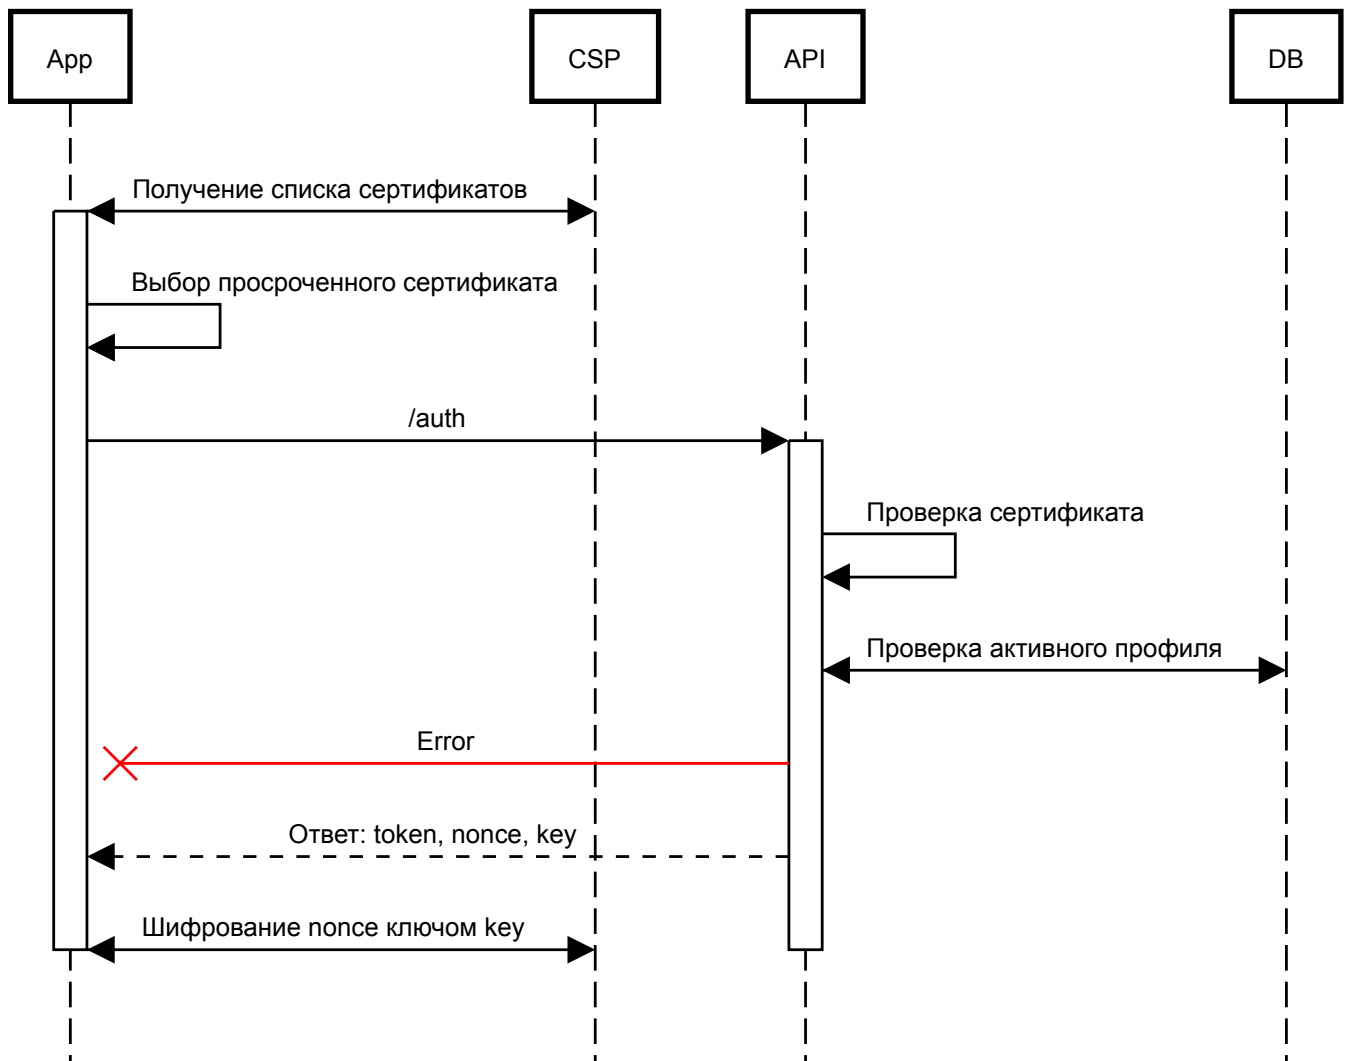 App
CSP
API
DB
Получение списка сертификатов
Выбор просроченного сертификата
/auth
Проверка сертификата
Проверка активного профиля
Error
Ответ: token, nonce, key
Шифрование nonce ключом key